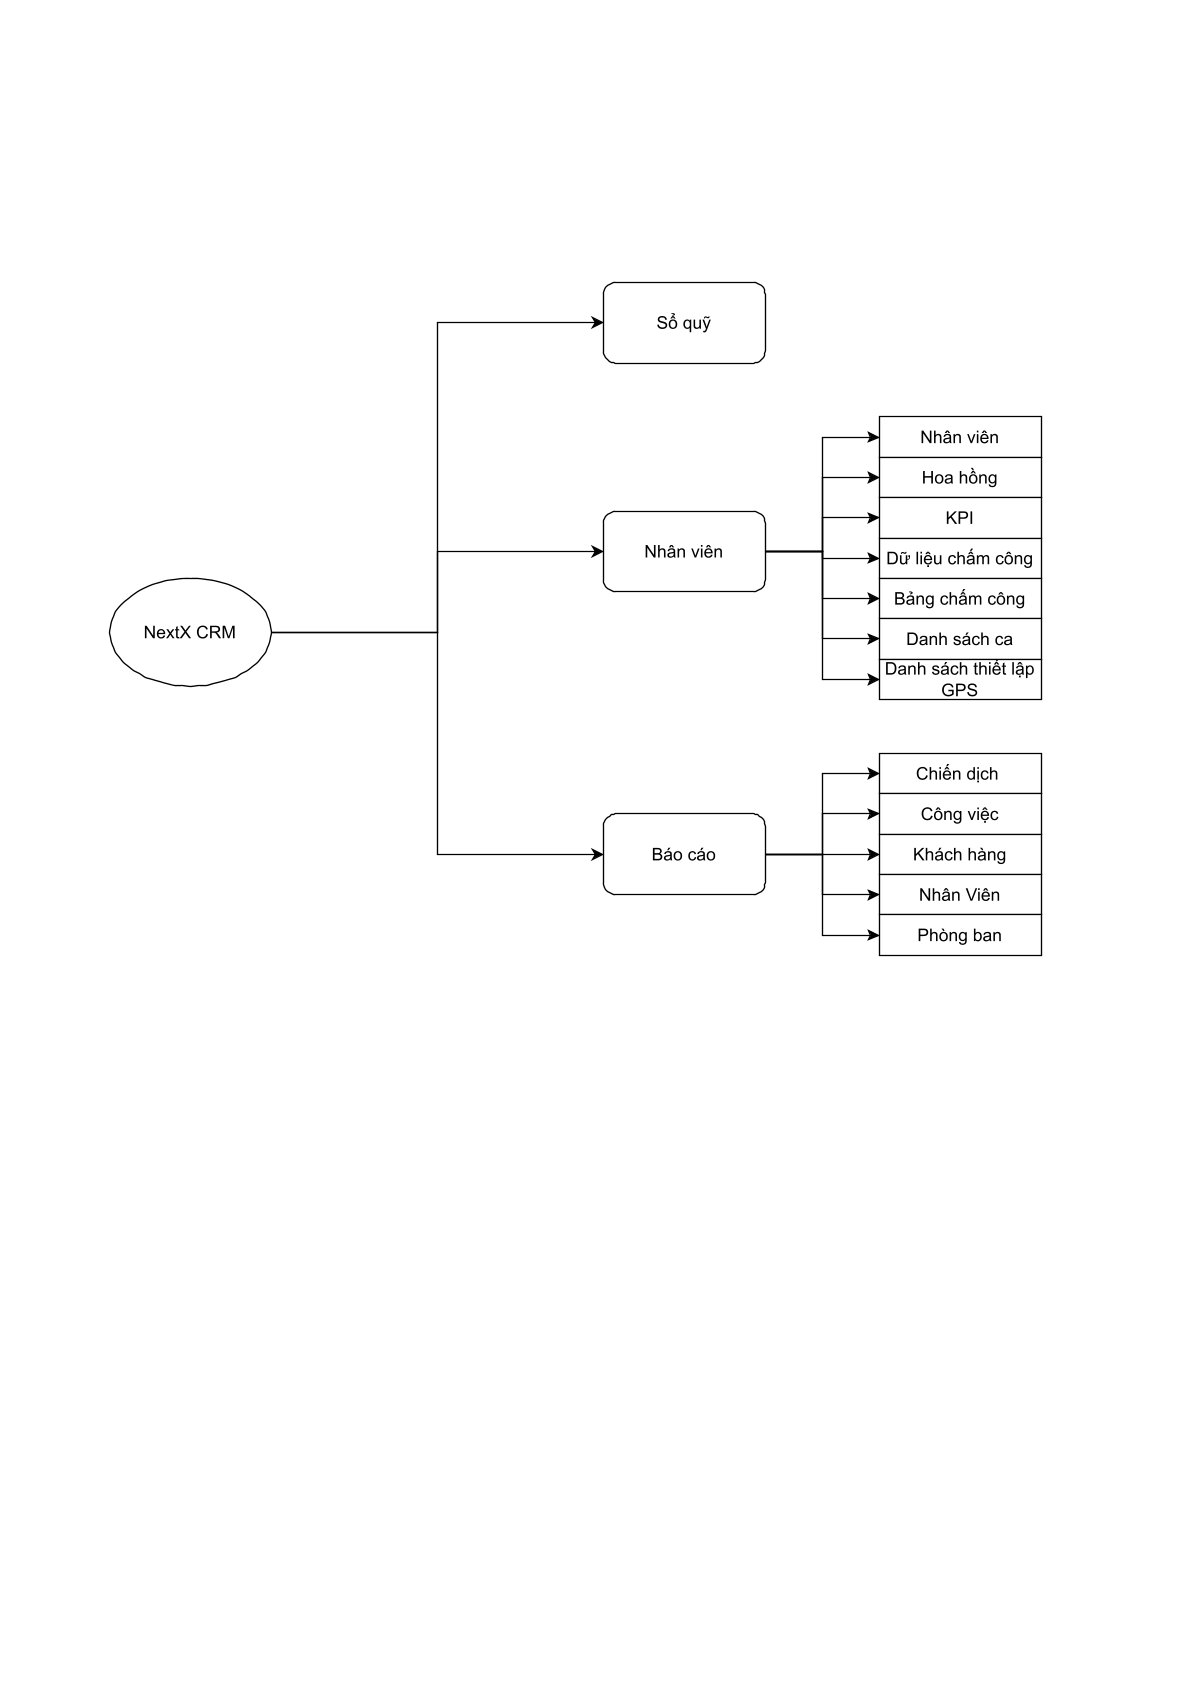 NextX CRM
Sổ quỹ
Nhân viên
Nhân viên
Hoa hồng
KPI
Dữ liệu chấm công
Bảng chấm công
Danh sách ca
Danh sách thiết lập
GPS
Báo cáo
Chiến dịch
Công việc
Khách hàng
Nhân Viên
Phòng ban